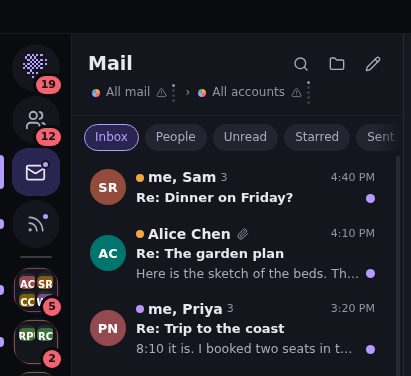 Mail
All mail › All accounts
Inbox People Unread Starred Sent
19
12
SR me, Sam 3 4:40 PM
Re: Dinner on Friday?
AC Alice Chen 4:10 PM
Re: The garden plan
Here is the sketch of the beds. Th…
PN me, Priya 3 3:20 PM
Re: Trip to the coast
8:10 it is. I booked two seats in t…
AC SR
CC
5
RP RC
2